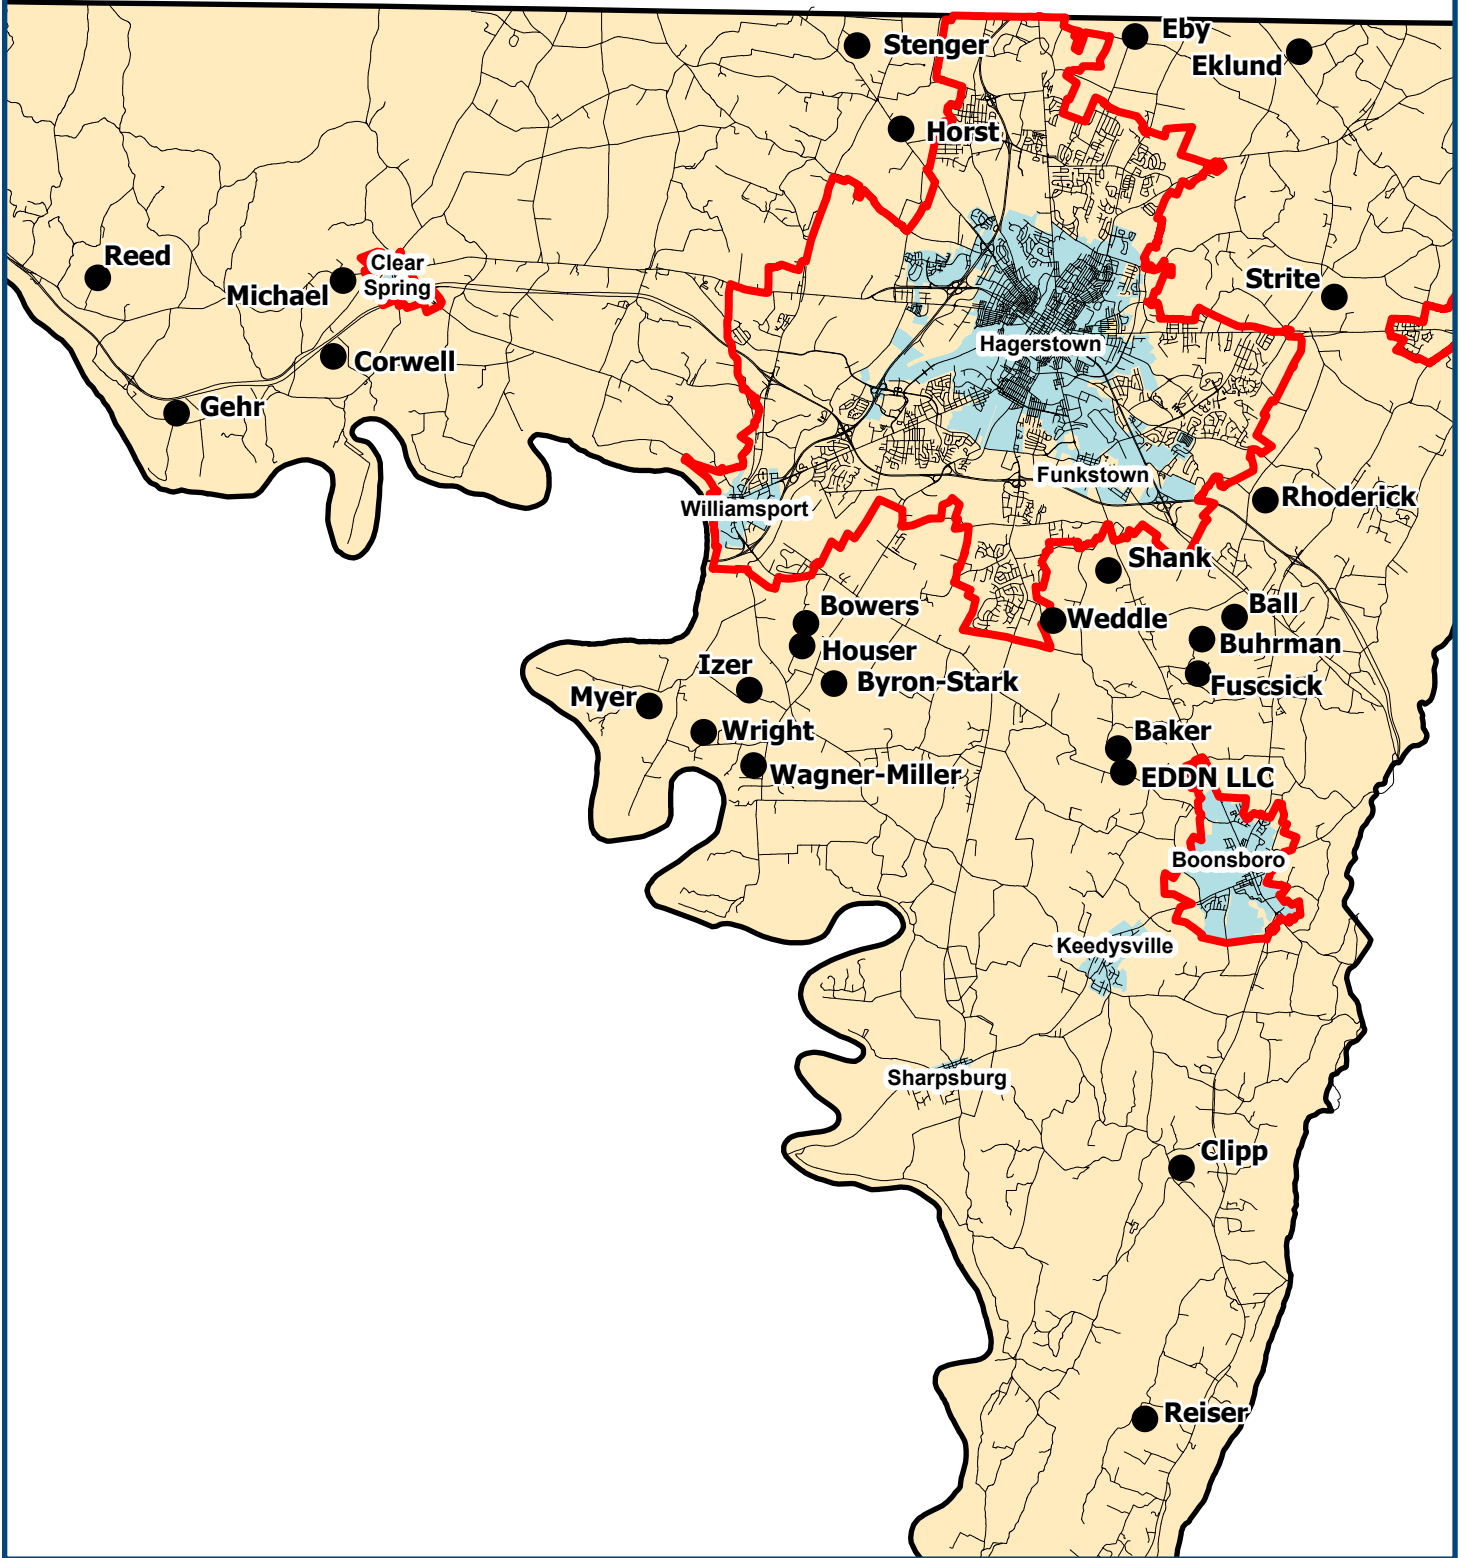 Eby
Stenger
Eklund
Horst
Reed
Clear
Spring
Michael
Strite
Hagerstown
Corwell
Gehr
Funkstown
Williamsport
Rhoderick
Shank
Bowers
Ball
Weddle
Houser
Buhrman
Izer
Byron-Stark
Fuscsick
Myer
Wright
Baker
Wagner-Miller
EDDN LLC
Boonsboro
Keedysville
Sharpsburg
Clipp
Reiser